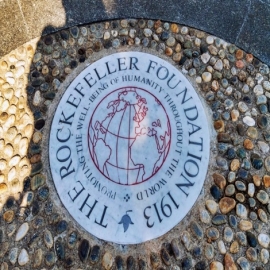 THE ROCKEFELLER FOUNDATION 1913
PROMOTING THE WELL-BEING OF HUMANITY THROUGHOUT THE WORLD